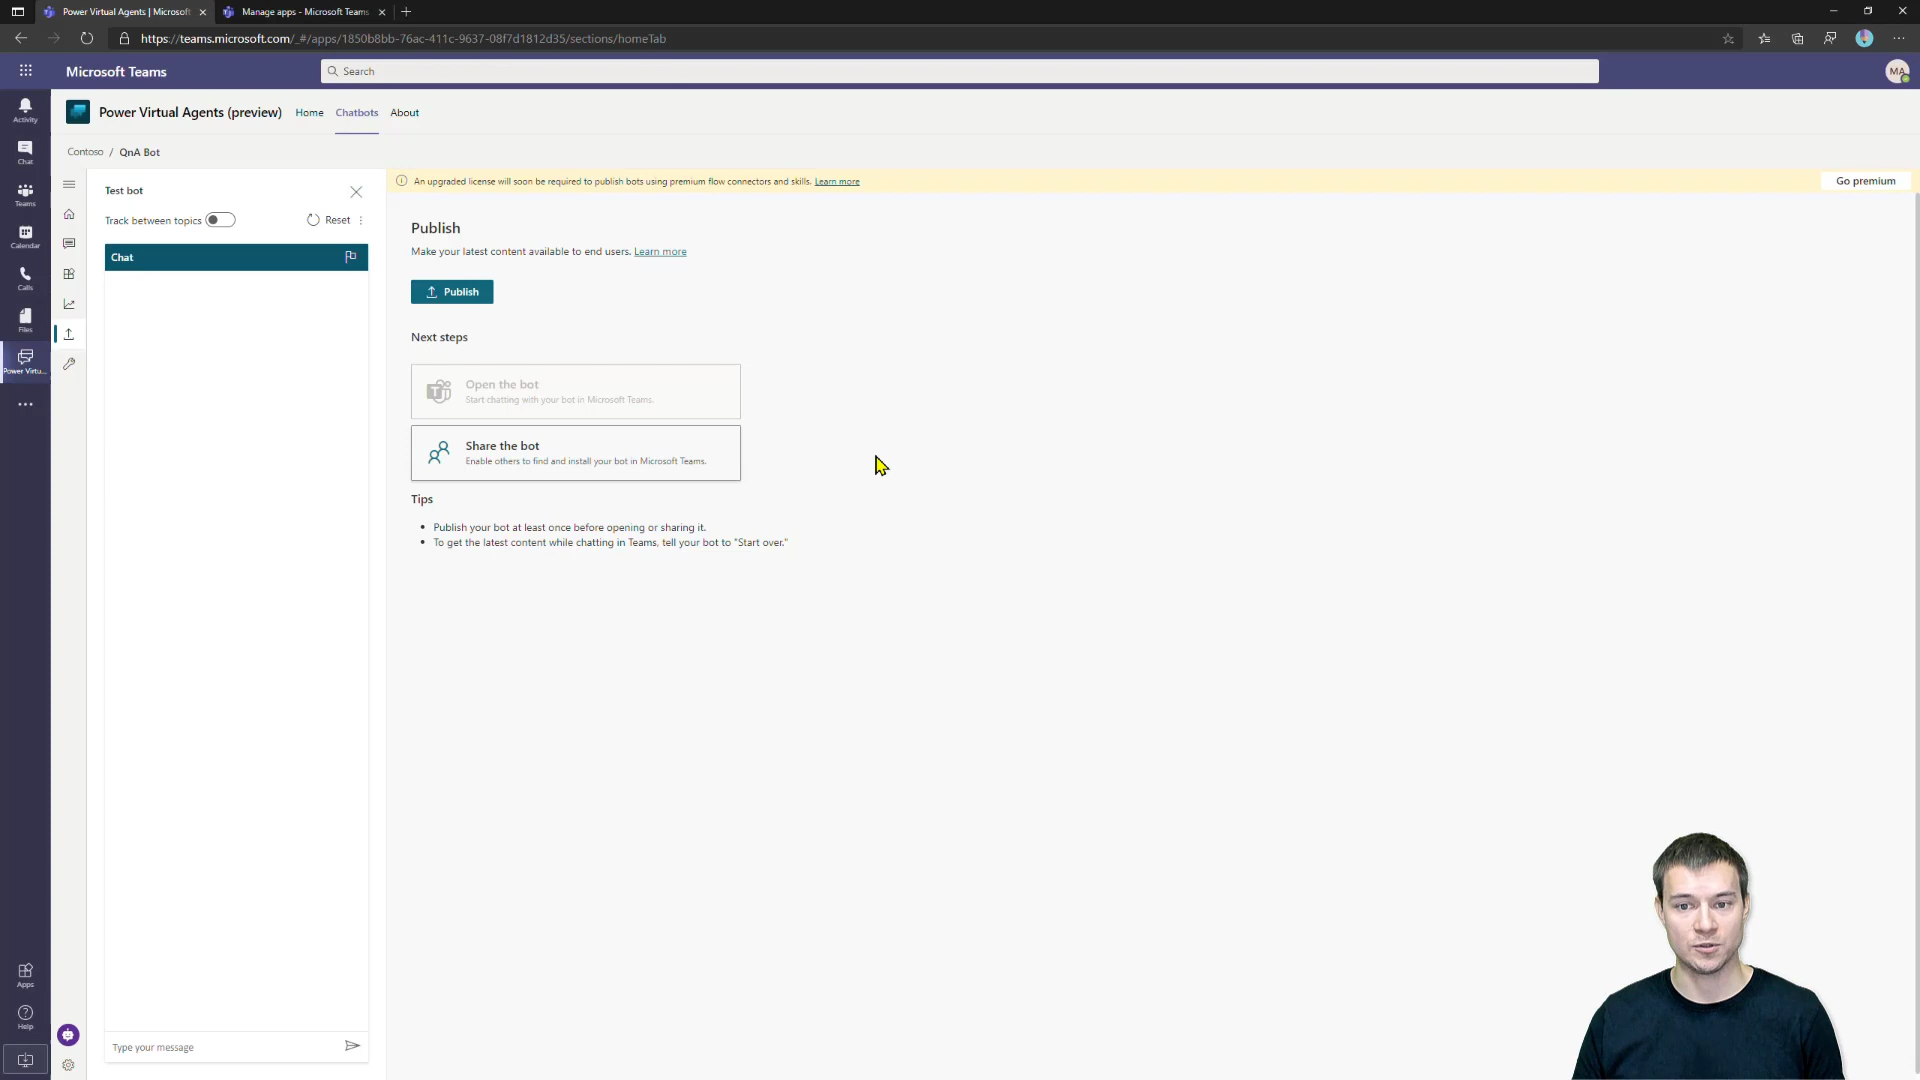 Power Virtual Agents | Microsoft
Manage apps - Microsoft Teams
https://teams.microsoft.com/_#/apps/1850b8bb-76ac-411c-9637-08f7d1812d35/sections/homeTab
Microsoft Teams
Search
MA
Activity
Chat
Teams
Calendar
Calls
Files
Power Virtu...
Apps
Help
Power Virtual Agents (preview)
Home
Chatbots
About
Contoso / QnA Bot
Test bot
Track between topics
Reset
Chat
Type your message
An upgraded license will soon be required to publish bots using premium flow connectors and skills. Learn more
Go premium
Publish
Make your latest content available to end users. Learn more
Publish
Next steps
Open the bot
Start chatting with your bot in Microsoft Teams.
Share the bot
Enable others to find and install your bot in Microsoft Teams.
Tips
• Publish your bot at least once before opening or sharing it.
• To get the latest content while chatting in Teams, tell your bot to "Start over."